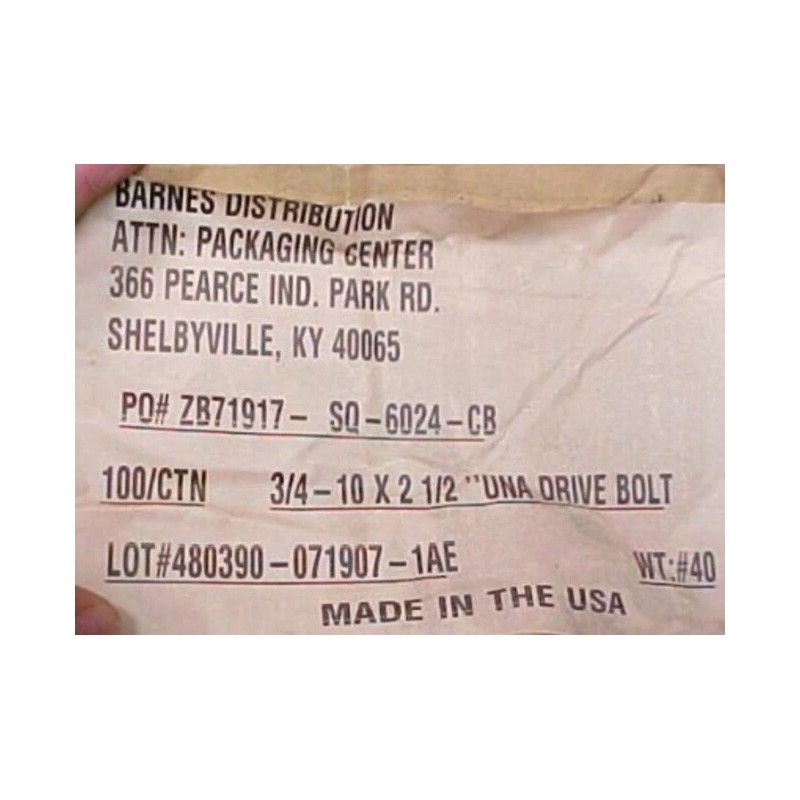 BARNES DISTRIBUTION
ATTN: PACKAGING CENTER
366 PEARCE IND. PARK RD.
SHELBYVILLE, KY 40065
PO# ZB71917- SQ-6024-CB
100/CTN 3/4-10 X 2 1/2 "UNA DRIVE BOLT
LOT#480390-071907-1AE WT:#40
MADE IN THE USA